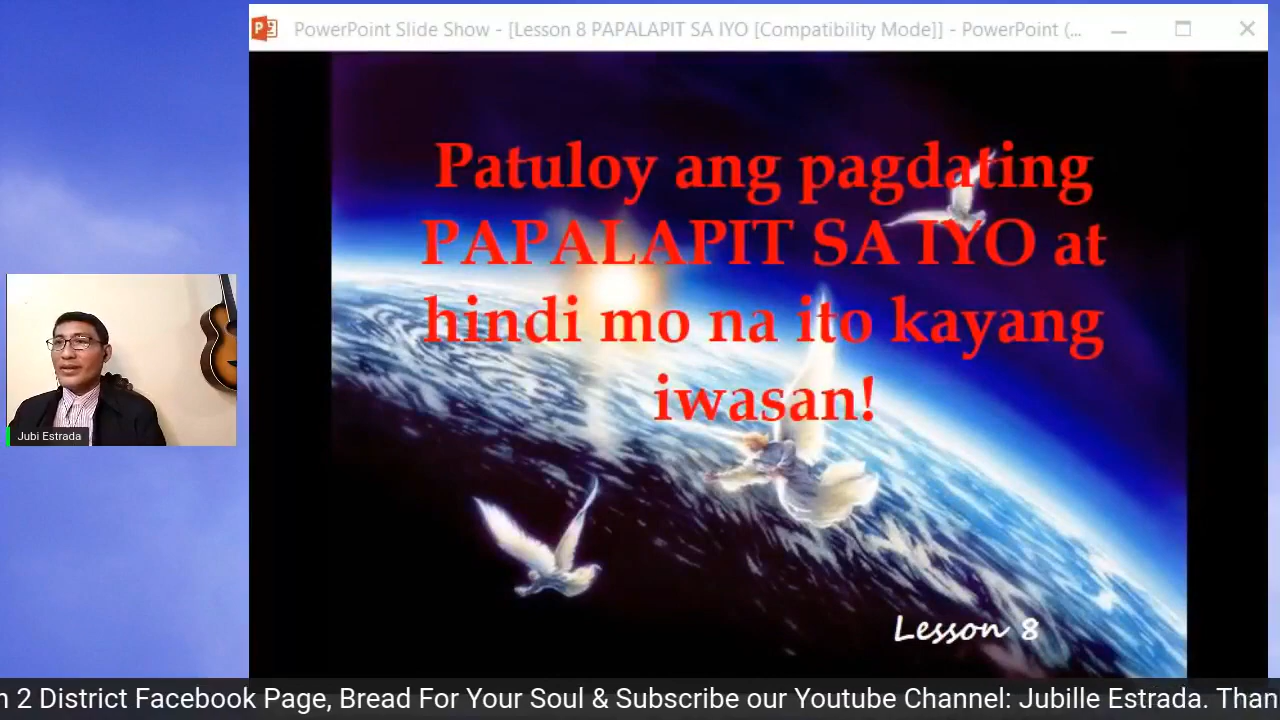 PowerPoint Slide Show - [Lesson 8 PAPALAPIT SA IYO [Compatibility Mode]] - PowerPoint (...
Patuloy ang pagdating
PAPALAPIT SA IYO at
hindi mo na ito kayang
iwasan!
Jubi Estrada
Lesson 8
2 District Facebook Page, Bread For Your Soul & Subscribe our Youtube Channel: Jubille Estrada. Than